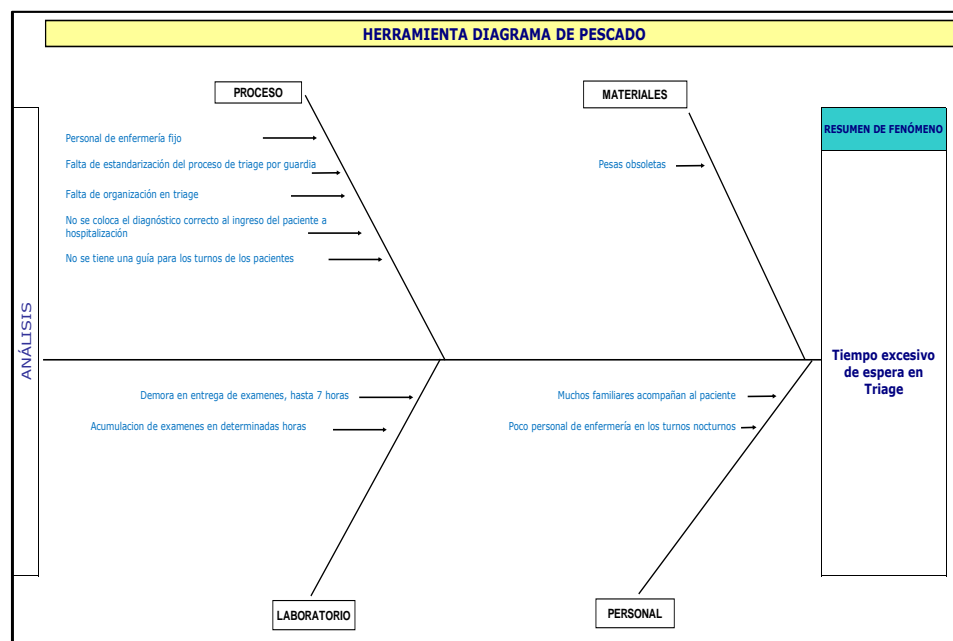 HERRAMIENTA DIAGRAMA DE PESCADO
PROCESO
MATERIALES
RESUMEN DE FENÓMENO
Personal de enfermería fijo
Falta de estandarización del proceso de triage por guardia
Pesas obsoletas
Falta de organización en triage
No se coloca el diagnóstico correcto al ingreso del paciente a
hospitalización
No se tiene una guía para los turnos de los pacientes
ANÁLISIS
Tiempo excesivo
de espera en
Triage
Demora en entrega de examenes, hasta 7 horas
Muchos familiares acompañan al paciente
Acumulacion de examenes en determinadas horas
Poco personal de enfermería en los turnos nocturnos
LABORATORIO
PERSONAL